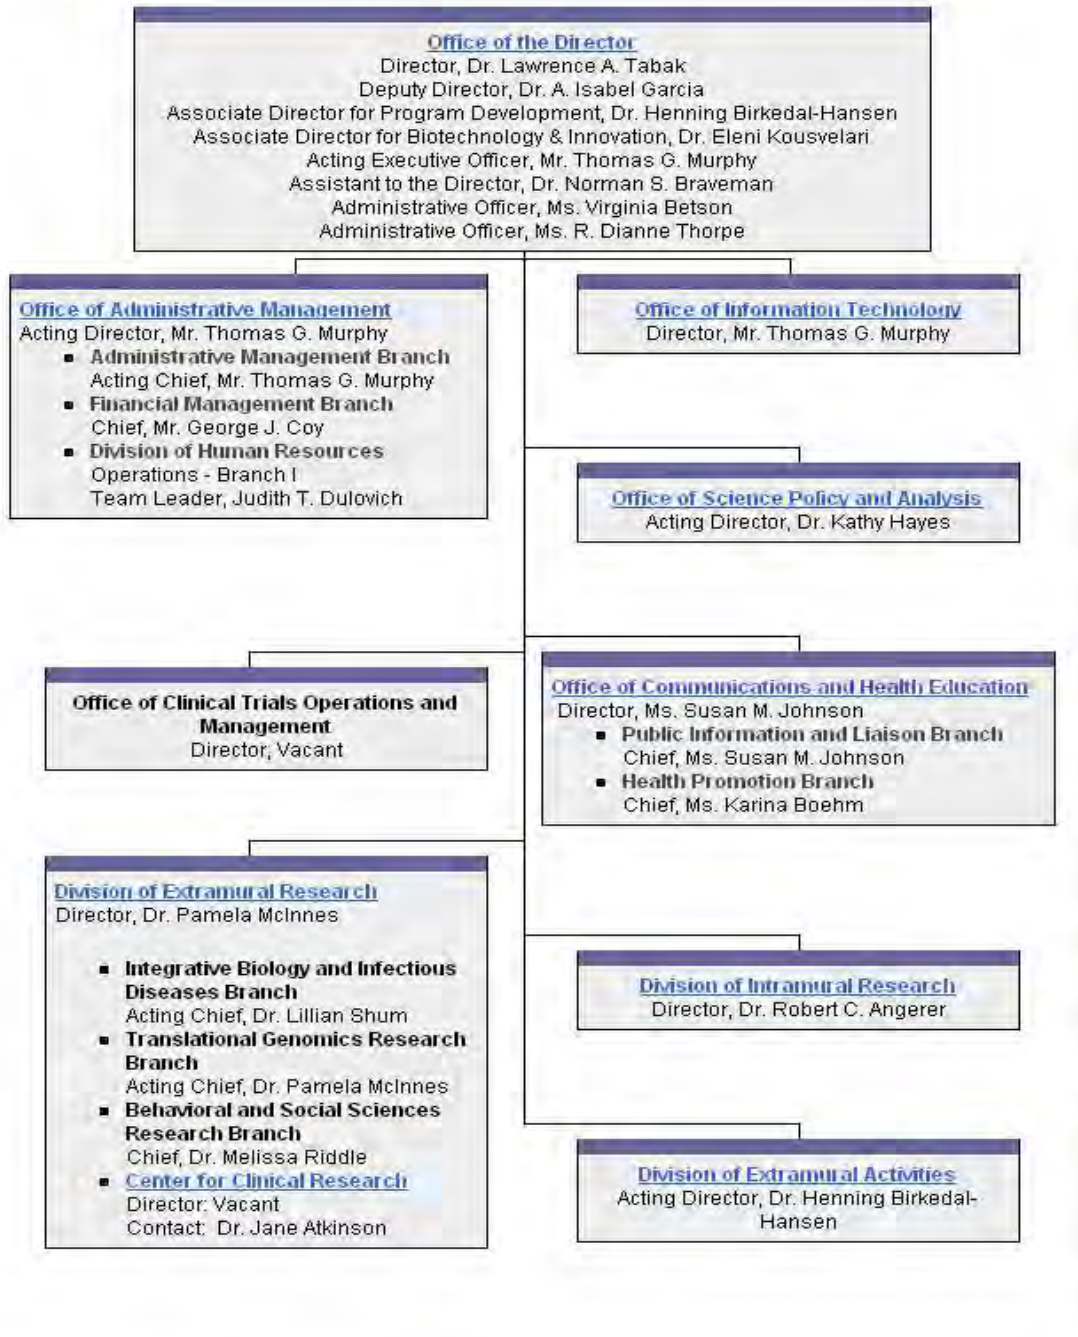 Office of the Director
Director, Dr. Lawrence A. Tabak
Deputy Director, Dr. A. Isabel Garcia
Associate Director for Program Development, Dr. Henning Birkedal-Hansen
Associate Director for Biotechnology & Innovation, Dr. Eleni Kousvelari
Acting Executive Officer, Mr. Thomas G. Murphy
Assistant to the Director, Dr. Norman S. Braveman
Administrative Officer, Ms. Virginia Betson
Administrative Officer, Ms. R. Dianne Thorpe
Office of Administrative Management
Acting Director, Mr. Thomas G. Murphy
▪ Administrative Management Branch
Acting Chief, Mr. Thomas G. Murphy
▪ Financial Management Branch
Chief, Mr. George J. Coy
▪ Division of Human Resources
Operations - Branch I
Team Leader, Judith T. Dulovich
Office of Information Technology
Director, Mr. Thomas G. Murphy
Office of Science Policy and Analysis
Acting Director, Dr. Kathy Hayes
Office of Clinical Trials Operations and
Management
Director, Vacant
Office of Communications and Health Education
Director, Ms. Susan M. Johnson
▪ Public Information and Liaison Branch
Chief, Ms. Susan M. Johnson
▪ Health Promotion Branch
Chief, Ms. Karina Boehm
Division of Extramural Research
Director, Dr. Pamela McInnes
▪ Integrative Biology and Infectious
Diseases Branch
Acting Chief, Dr. Lillian Shum
▪ Translational Genomics Research
Branch
Acting Chief, Dr. Pamela McInnes
▪ Behavioral and Social Sciences
Research Branch
Chief, Dr. Melissa Riddle
▪ Center for Clinical Research
Director: Vacant
Contact: Dr. Jane Atkinson
Division of Intramural Research
Director, Dr. Robert C. Angerer
Division of Extramural Activities
Acting Director, Dr. Henning Birkedal-
Hansen